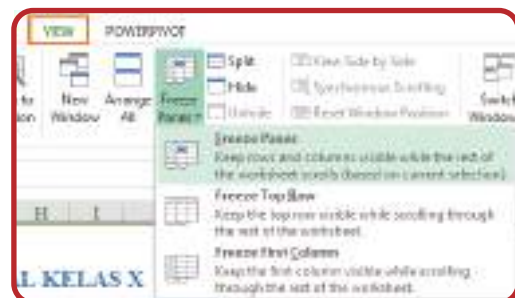 VIEW POWERPIVOT
Split View Side by Side
New Window Arrange All Freeze Panes Hide Synchronous Scrolling Switch Windows
Unhide Reset Window Position
Freeze Panes
Keep rows and columns visible while the rest of
the worksheet scrolls (based on current selection).
Freeze Top Row
Keep the top row visible while scrolling through
the rest of the worksheet.
Freeze First Column
Keep the first column visible while scrolling
through the rest of the worksheet.
H I
L KELAS X